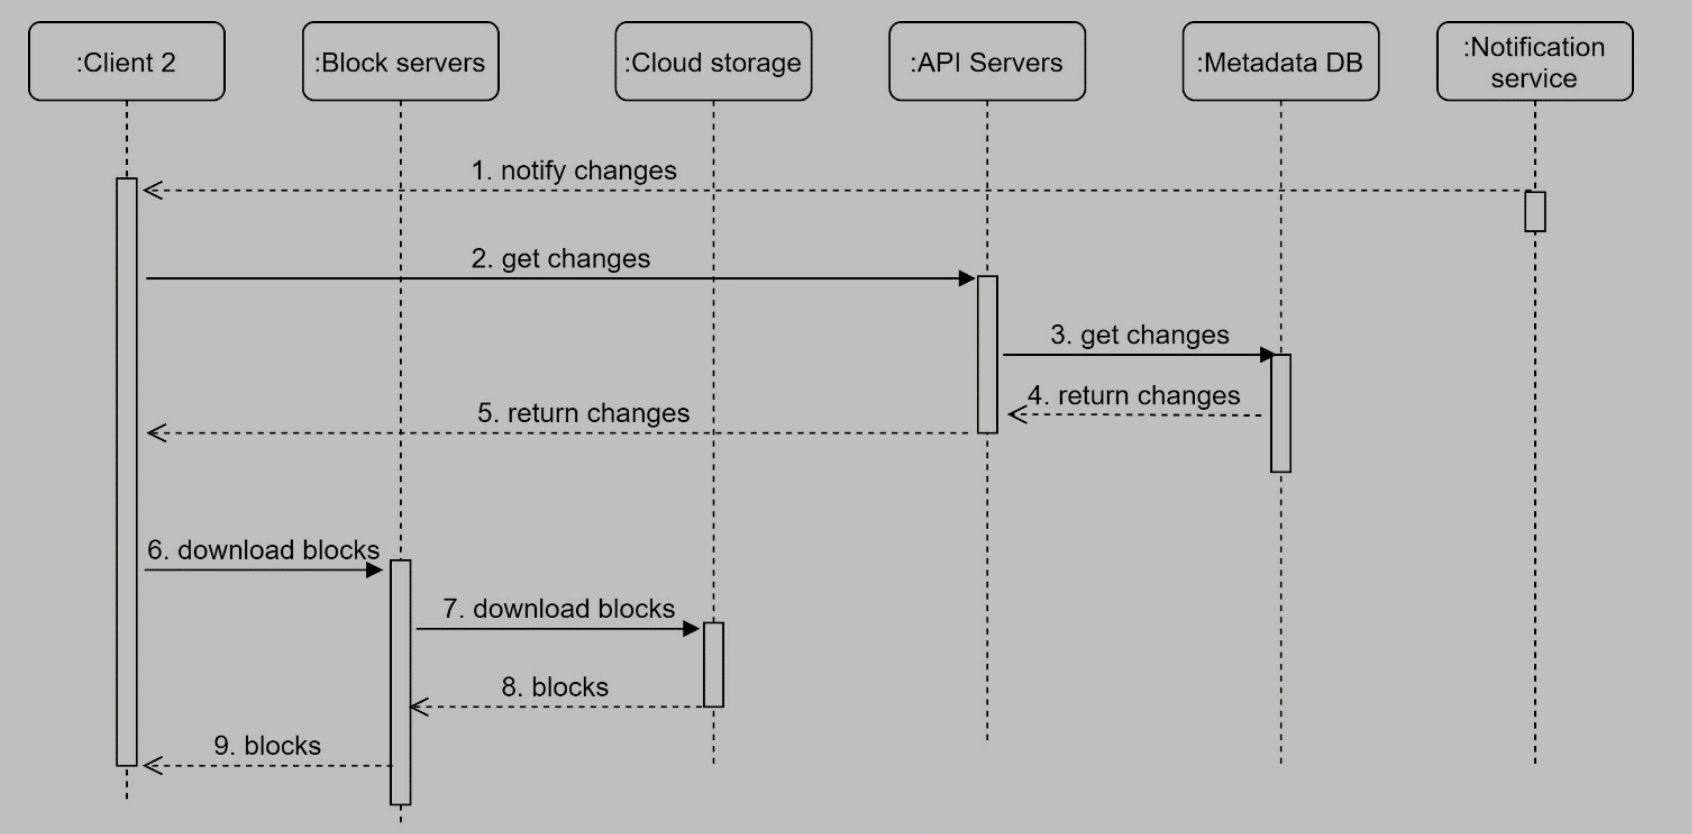 :Client 2
:Block servers
:Cloud storage
:API Servers
:Metadata DB
:Notification
service
1. notify changes
2. get changes
3. get changes
4. return changes
5. return changes
6. download blocks
7. download blocks
8. blocks
9. blocks